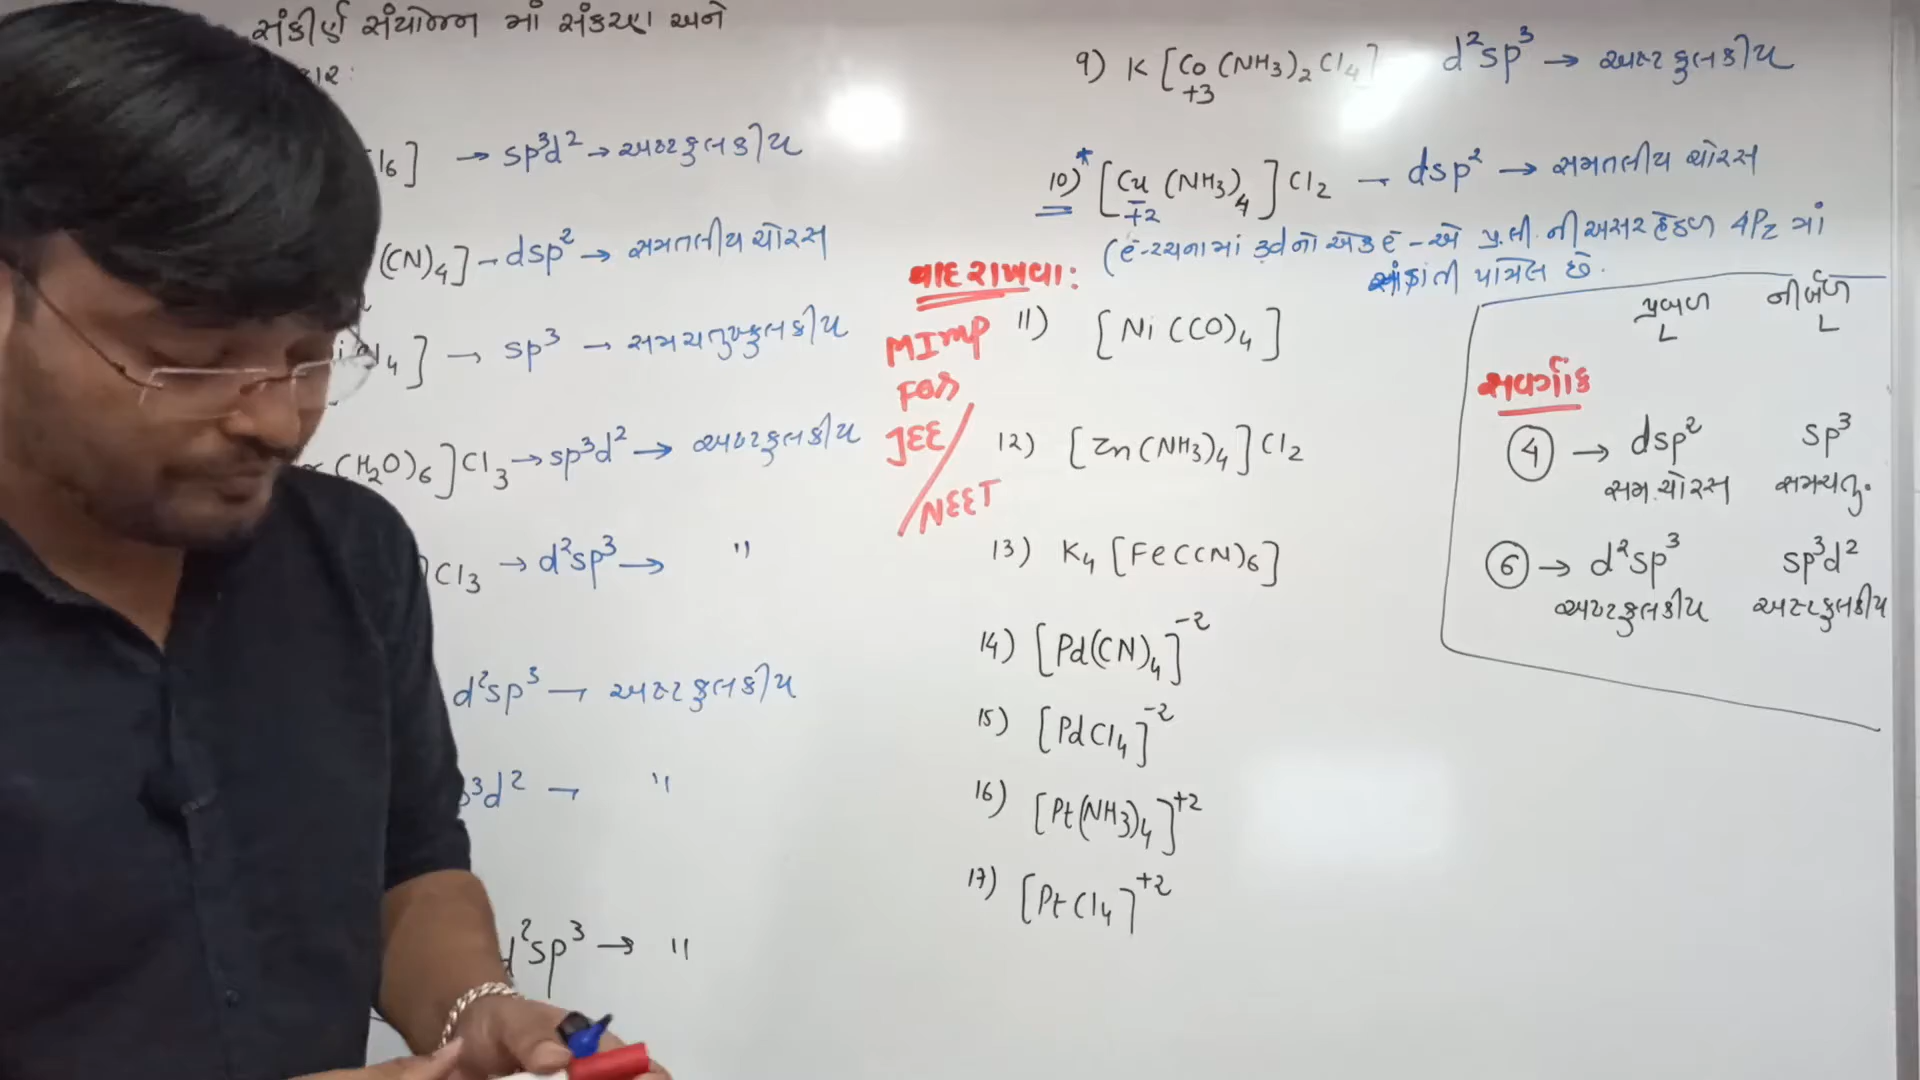 સંકીર્ણ સંયોજન માં સંકરણ અને
કાર:
l6] → sp³d² → અષ્ટફલકીય
(CN)4] → dsp² → સમતલીય ચોરસ
4] → sp³ → સમચતુષ્ફલકીય
(H2O)6]Cl3 → sp³d² → અષ્ટફલકીય
]Cl3 → d²sp³ → "
d²sp³ → અષ્ટફલકીય
p³d² → "
d²sp³ → "
9) K [Co(NH3)2Cl4] d²sp³ → અષ્ટફલકીય
+3
10)* [Cu(NH3)4]Cl2 → dsp² → સમતલીય ચોરસ
+2
(ē-રચનામાં 3dનો એક ē-એ પ્ર.લી. ની અસર હેઠળ 4Pz માં
પામેલ છે.
યાદ રાખવા:
MImp
FOR
JEE/
NEET
11) [Ni(CO)4]
12) [Zn(NH3)4]Cl2
13) K4 [Fe(CN)6]
14) [Pd(CN)4]⁻²
15) [PdCl4]⁻²
16) [Pt(NH3)4]⁺²
17) [PtCl4]⁺²
પ્રબળ નીર્બળ
L L
સવર્ગાંક
4 → dsp² sp³
સમ.ચોરસ સમચતુ.
6 → d²sp³ sp³d²
અષ્ટફલકીય અષ્ટફલકીય